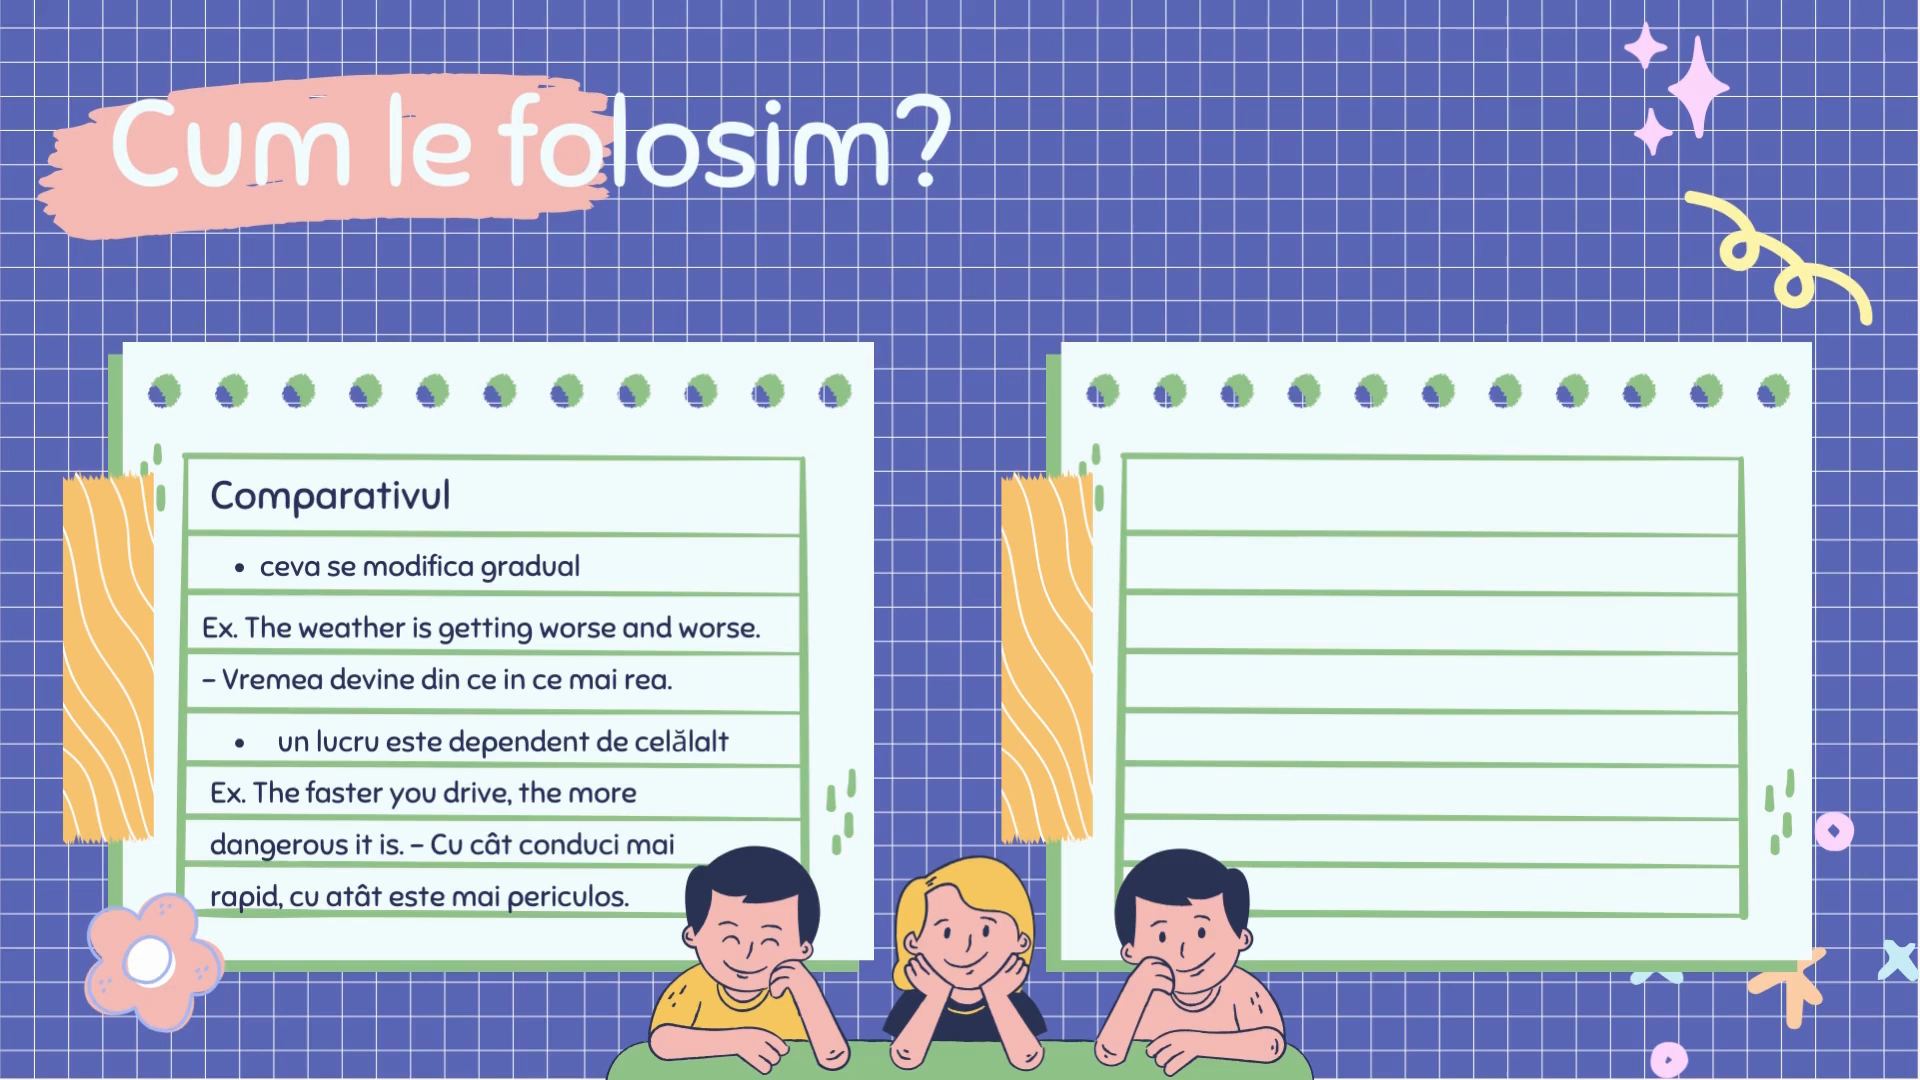 Cum le folosim?
Comparativul
• ceva se modifica gradual
Ex. The weather is getting worse and worse.
– Vremea devine din ce in ce mai rea.
• un lucru este dependent de celălalt
Ex. The faster you drive, the more
dangerous it is. – Cu cât conduci mai
rapid, cu atât este mai periculos.